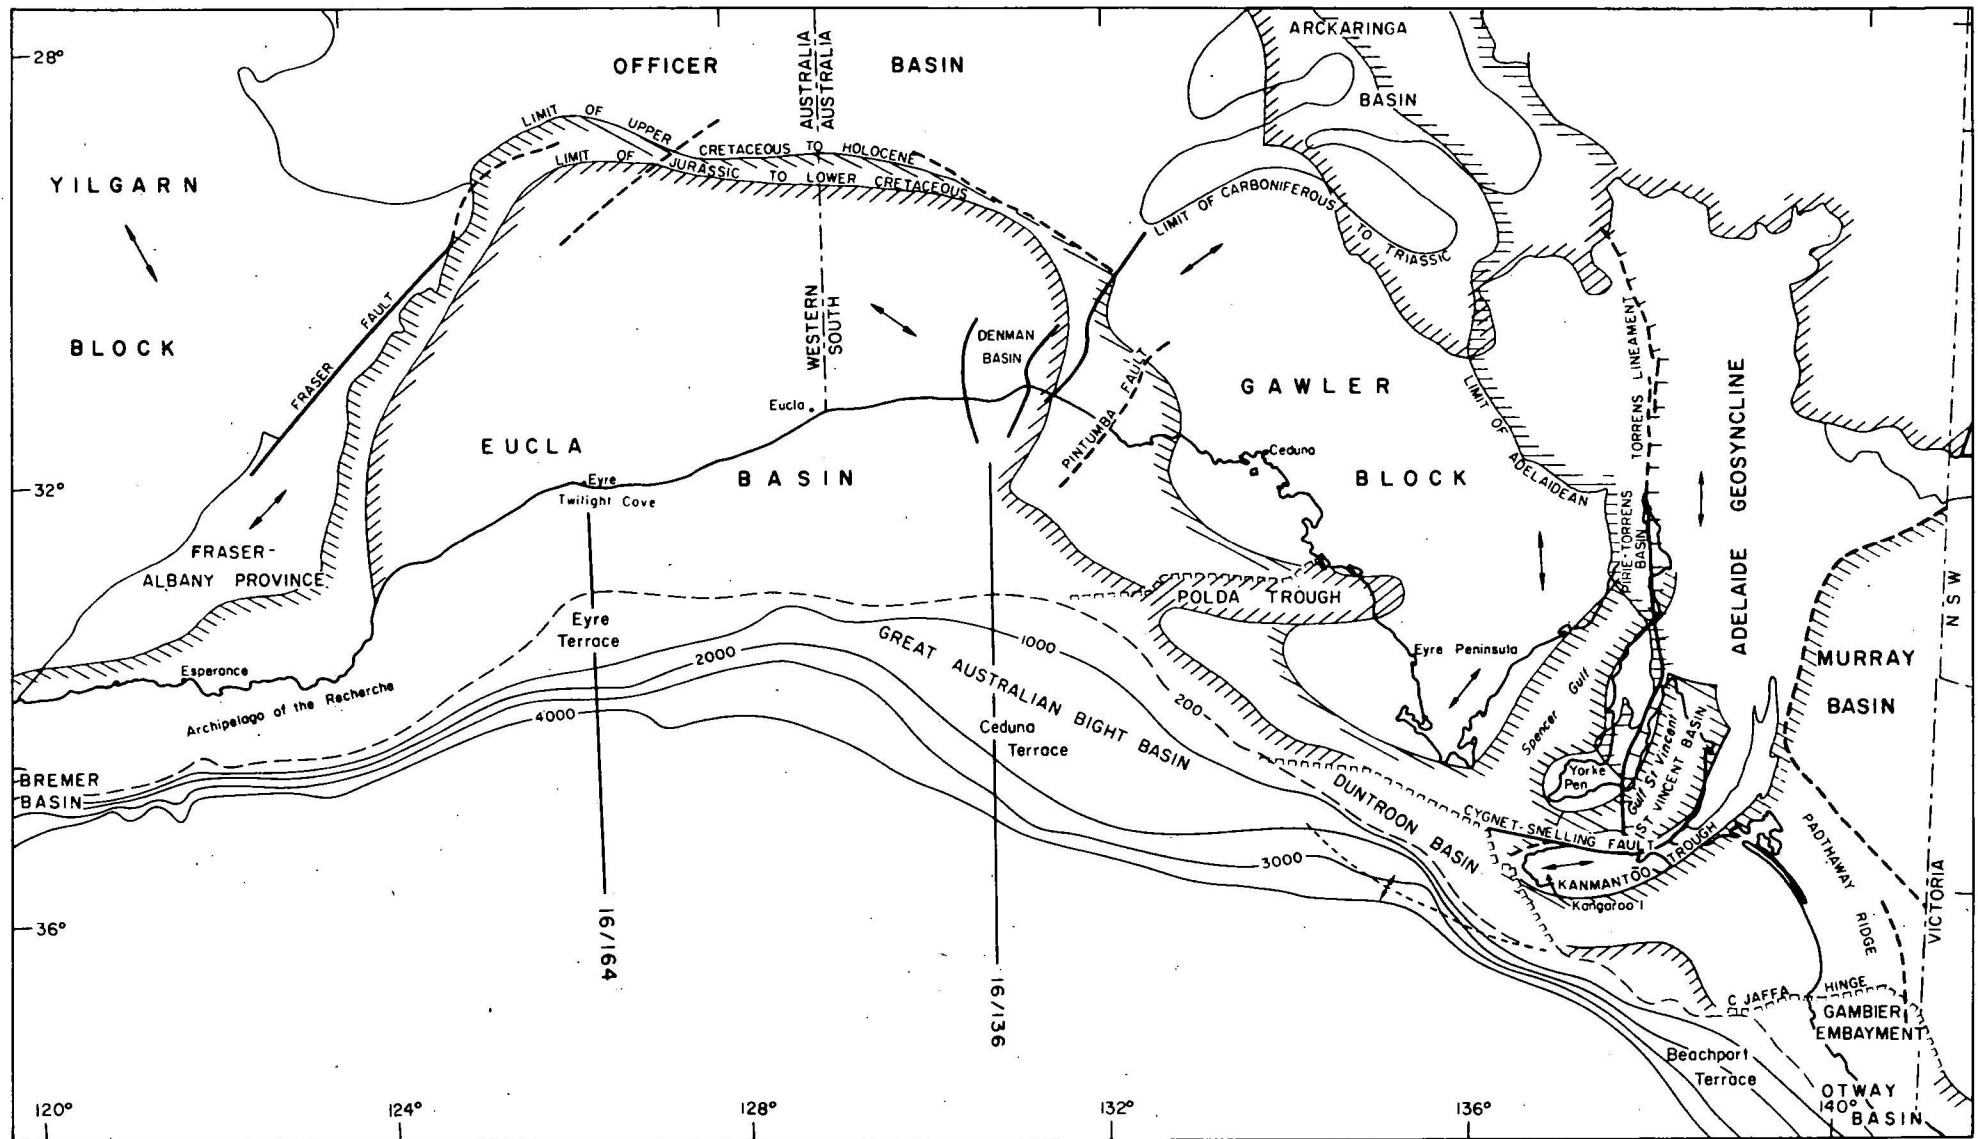 ARCKARINGA
BASIN
28°
OFFICER BASIN
AUSTRALIA
AUSTRALIA
LIMIT OF UPPER CRETACEOUS TO HOLOCENE
LIMIT OF JURASSIC TO LOWER CRETACEOUS
YILGARN
BLOCK
LIMIT OF CARBONIFEROUS TO TRIASSIC
FRASER FAULT
WESTERN
SOUTH
DENMAN
BASIN
PINTUMBA FAULT
GAWLER
BLOCK
TORRENS LINEAMENT
ADELAIDE GEOSYNCLINE
LIMIT OF ADELAIDEAN
Eucla
EUCLA
BASIN
Ceduna
32°
Eyre
Twilight Cove
PIRIE-TORRENS
BASIN
FRASER-
ALBANY PROVINCE
POLDA TROUGH
NSW
Eyre
Terrace
1000
2000
GREAT AUSTRALIAN BIGHT BASIN
Eyre Peninsula
MURRAY
BASIN
Esperance
Archipelago of the Recherche
4000
200
Ceduna
Terrace
Spencer Gulf
Gulf St Vincent
ST VINCENT BASIN
Yorke
Pen
BREMER
BASIN
DUNTROON BASIN
CYGNET-SNELLING FAULT
3000
KANMANTOO TROUGH
Kangaroo I
PADTHAWAY RIDGE
VICTORIA
36°
16/164
16/136
C JAFFA HINGE
GAMBIER
EMBAYMENT
Beachport
Terrace
OTWAY
BASIN
120°
124°
128°
132°
136°
140°